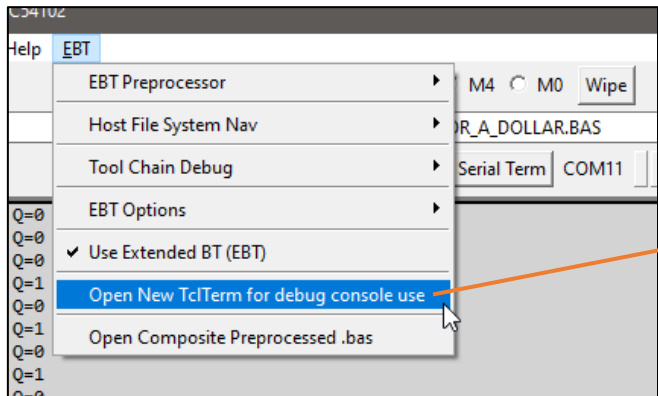 C54102
Help EBT
EBT Preprocessor
M4 M0 Wipe
Host File System Nav
OR_A_DOLLAR.BAS
Tool Chain Debug
Serial Term COM11
EBT Options
Q=0
Q=0
Use Extended BT (EBT)
Q=0
Q=1
Open New TclTerm for debug console use
Q=0
Q=1
Open Composite Preprocessed .bas
Q=0
Q=1
Q=0